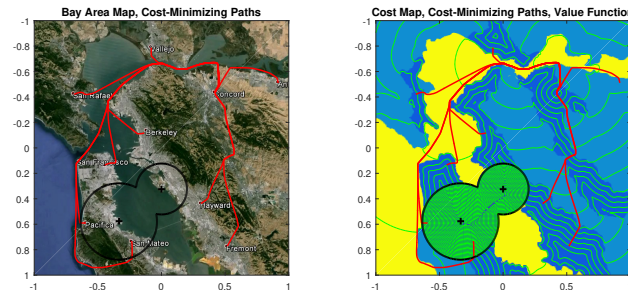 Bay Area Map, Cost-Minimizing Paths
-1
-0.8
-0.6
-0.4
-0.2
0
0.2
0.4
0.6
0.8
1
-1
-0.5
0
0.5
1
Vallejo
San Rafael
Concord
An
Berkeley
San Francisco
Hayward
Pacifica
San Mateo
Fremont
Cost Map, Cost-Minimizing Paths, Value Function
-1
-0.8
-0.6
-0.4
-0.2
0
0.2
0.4
0.6
0.8
1
-1
-0.5
0
0.5